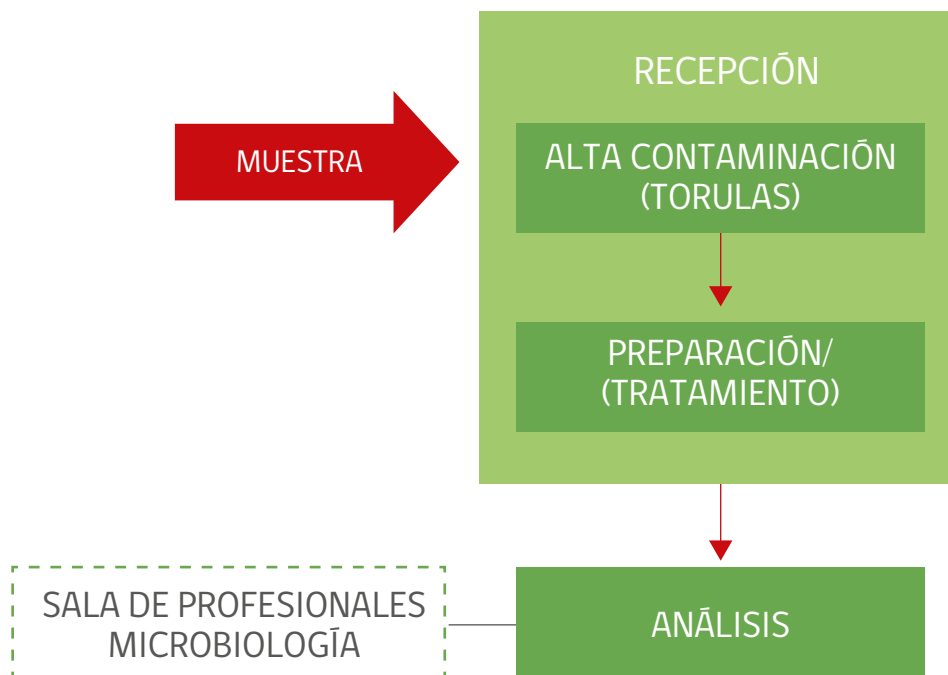 RECEPCIÓN
MUESTRA
ALTA CONTAMINACIÓN
(TORULAS)
PREPARACIÓN/
(TRATAMIENTO)
SALA DE PROFESIONALES
MICROBIOLOGÍA
ANÁLISIS